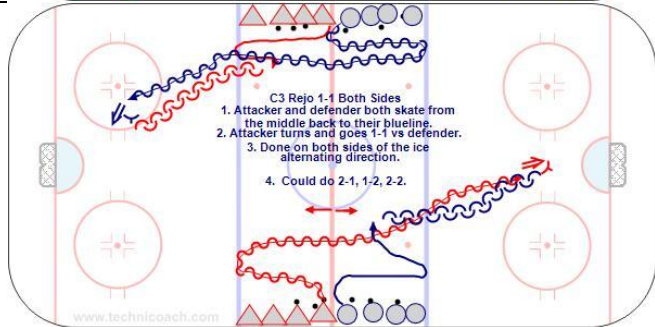 C3 Rejo 1-1 Both Sides
1. Attacker and defender both skate from
the middle back to their blueline.
2. Attacker turns and goes 1-1 vs defender.
3. Done on both sides of the ice
alternating direction.
4. Could do 2-1, 1-2, 2-2.
www.technicoach.com